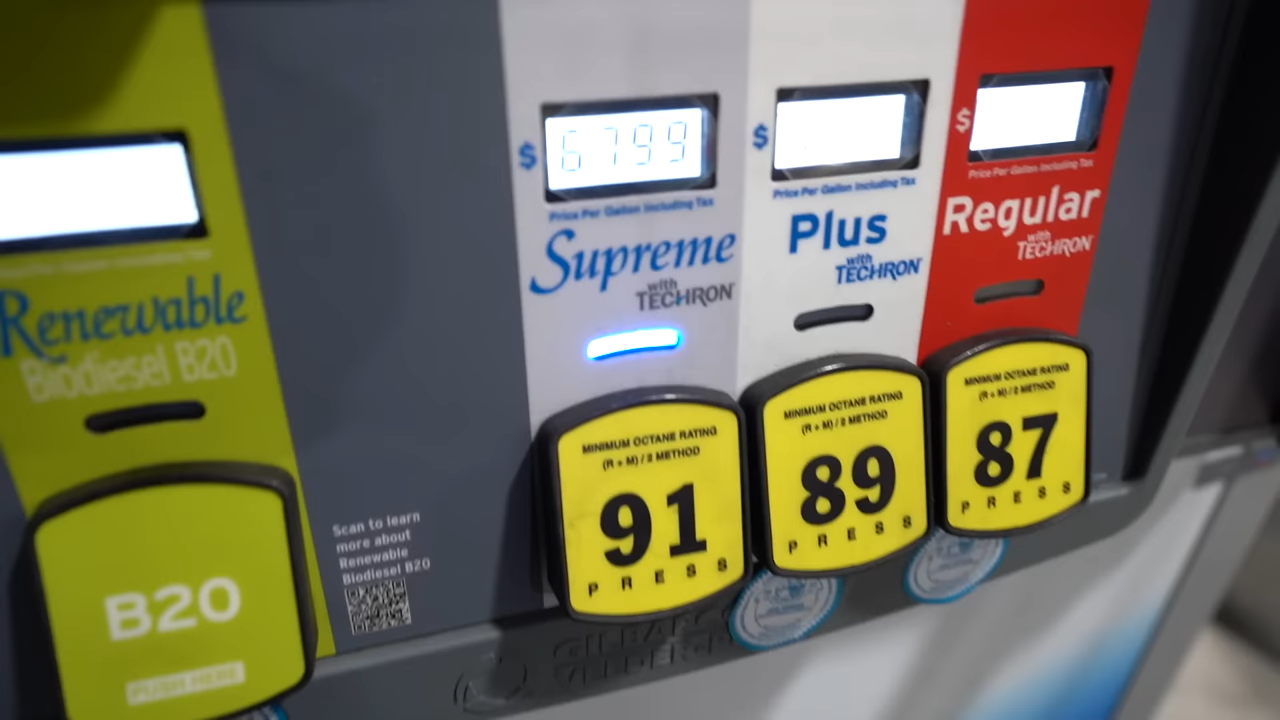 Renewable
Biodiesel B20
B20
PUSH HERE
Scan to learn
more about
Renewable
Biodiesel B20
$ 6799
Price Per Gallon Including Tax
Supreme
with
TECHRON
MINIMUM OCTANE RATING
(R + M) / 2 METHOD
91
PRESS
$
Price Per Gallon Including Tax
Plus
with
TECHRON
MINIMUM OCTANE RATING
(R + M) / 2 METHOD
89
PRESS
$
Price Per Gallon Including Tax
Regular
with
TECHRON
MINIMUM OCTANE RATING
(R + M) / 2 METHOD
87
PRESS